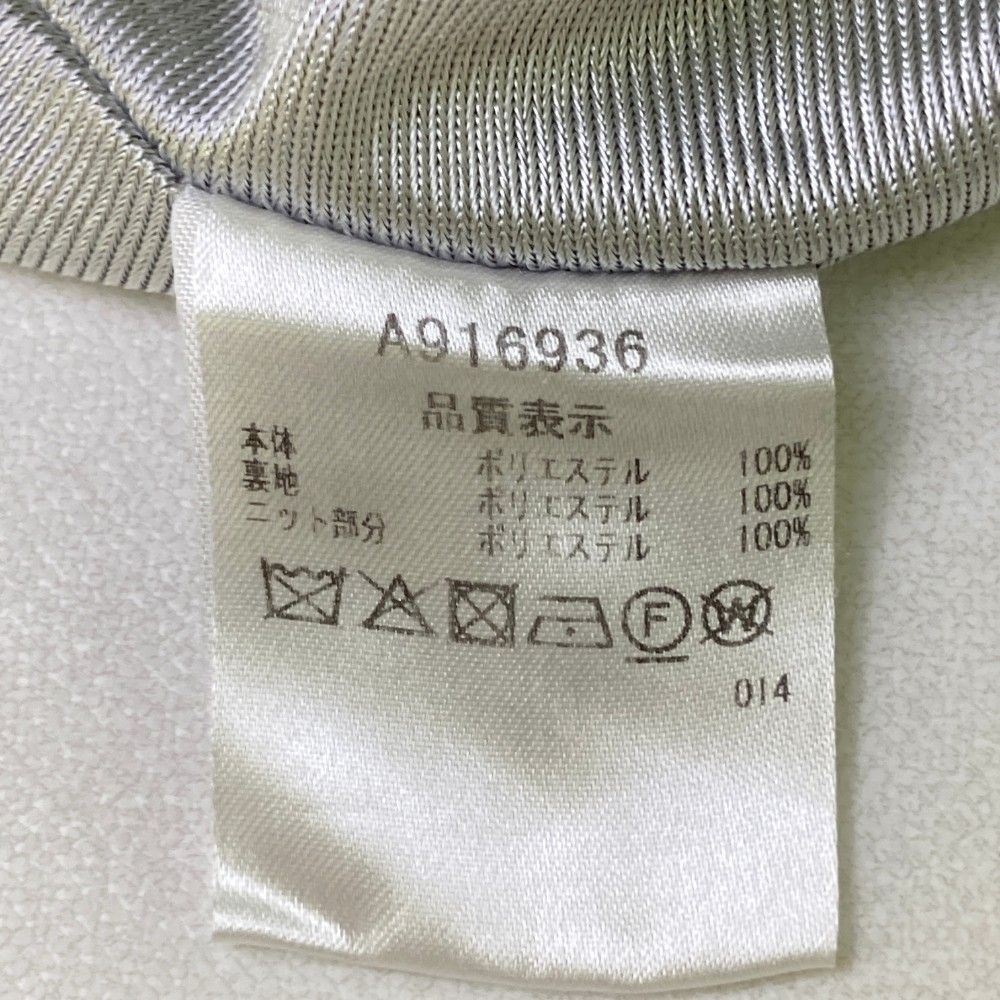 A916936
品質表示
本体 ポリエステル 100%
裏地 ポリエステル 100%
ニット部分 ポリエステル 100%
F W
014